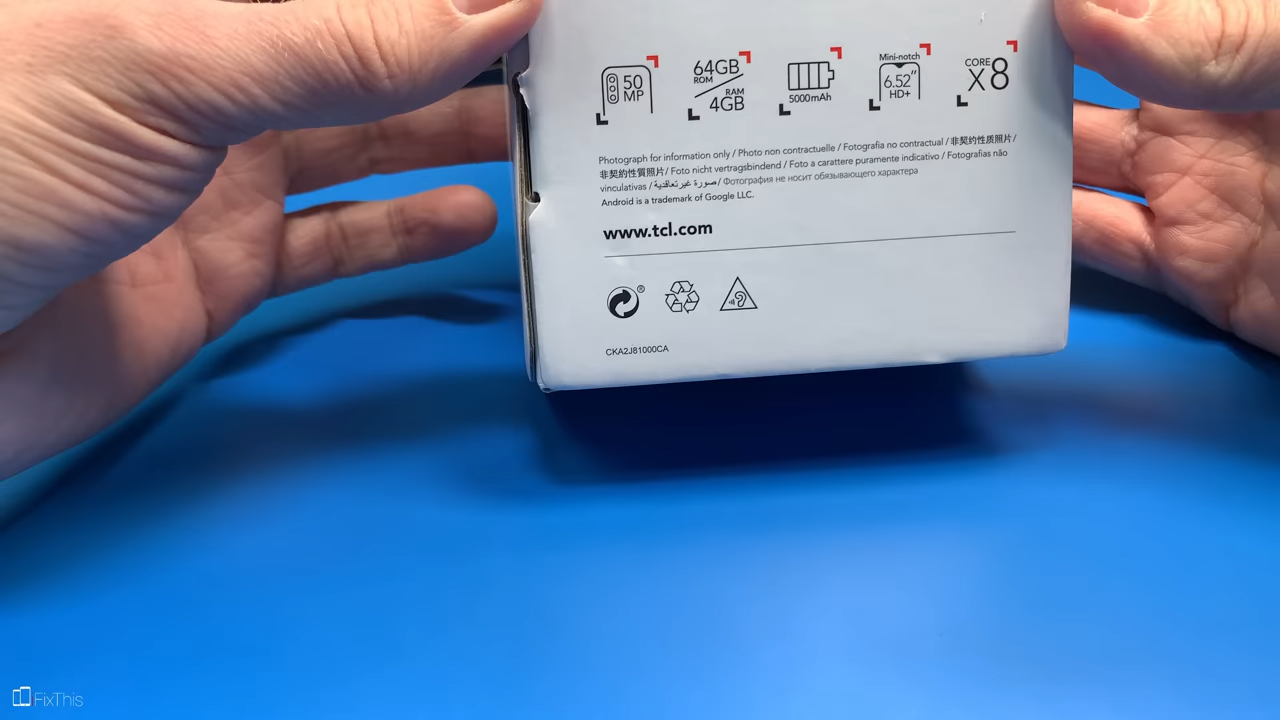 50
MP
64GB
ROM
RAM
4GB
5000mAh
Mini-notch
6.52"
HD+
CORE
X8
Photograph for information only / Photo non contractuelle / Fotografia no contractual / 非契约性质照片/
非契約性質照片/ Foto nicht vertragsbindend / Foto a carattere puramente indicativo / Fotografias não
vinculativas / صورة غير تعاقدية / Фотография не носит обязывающего характера
Android is a trademark of Google LLC.
www.tcl.com
®
CKA2J81000CA
FixThis